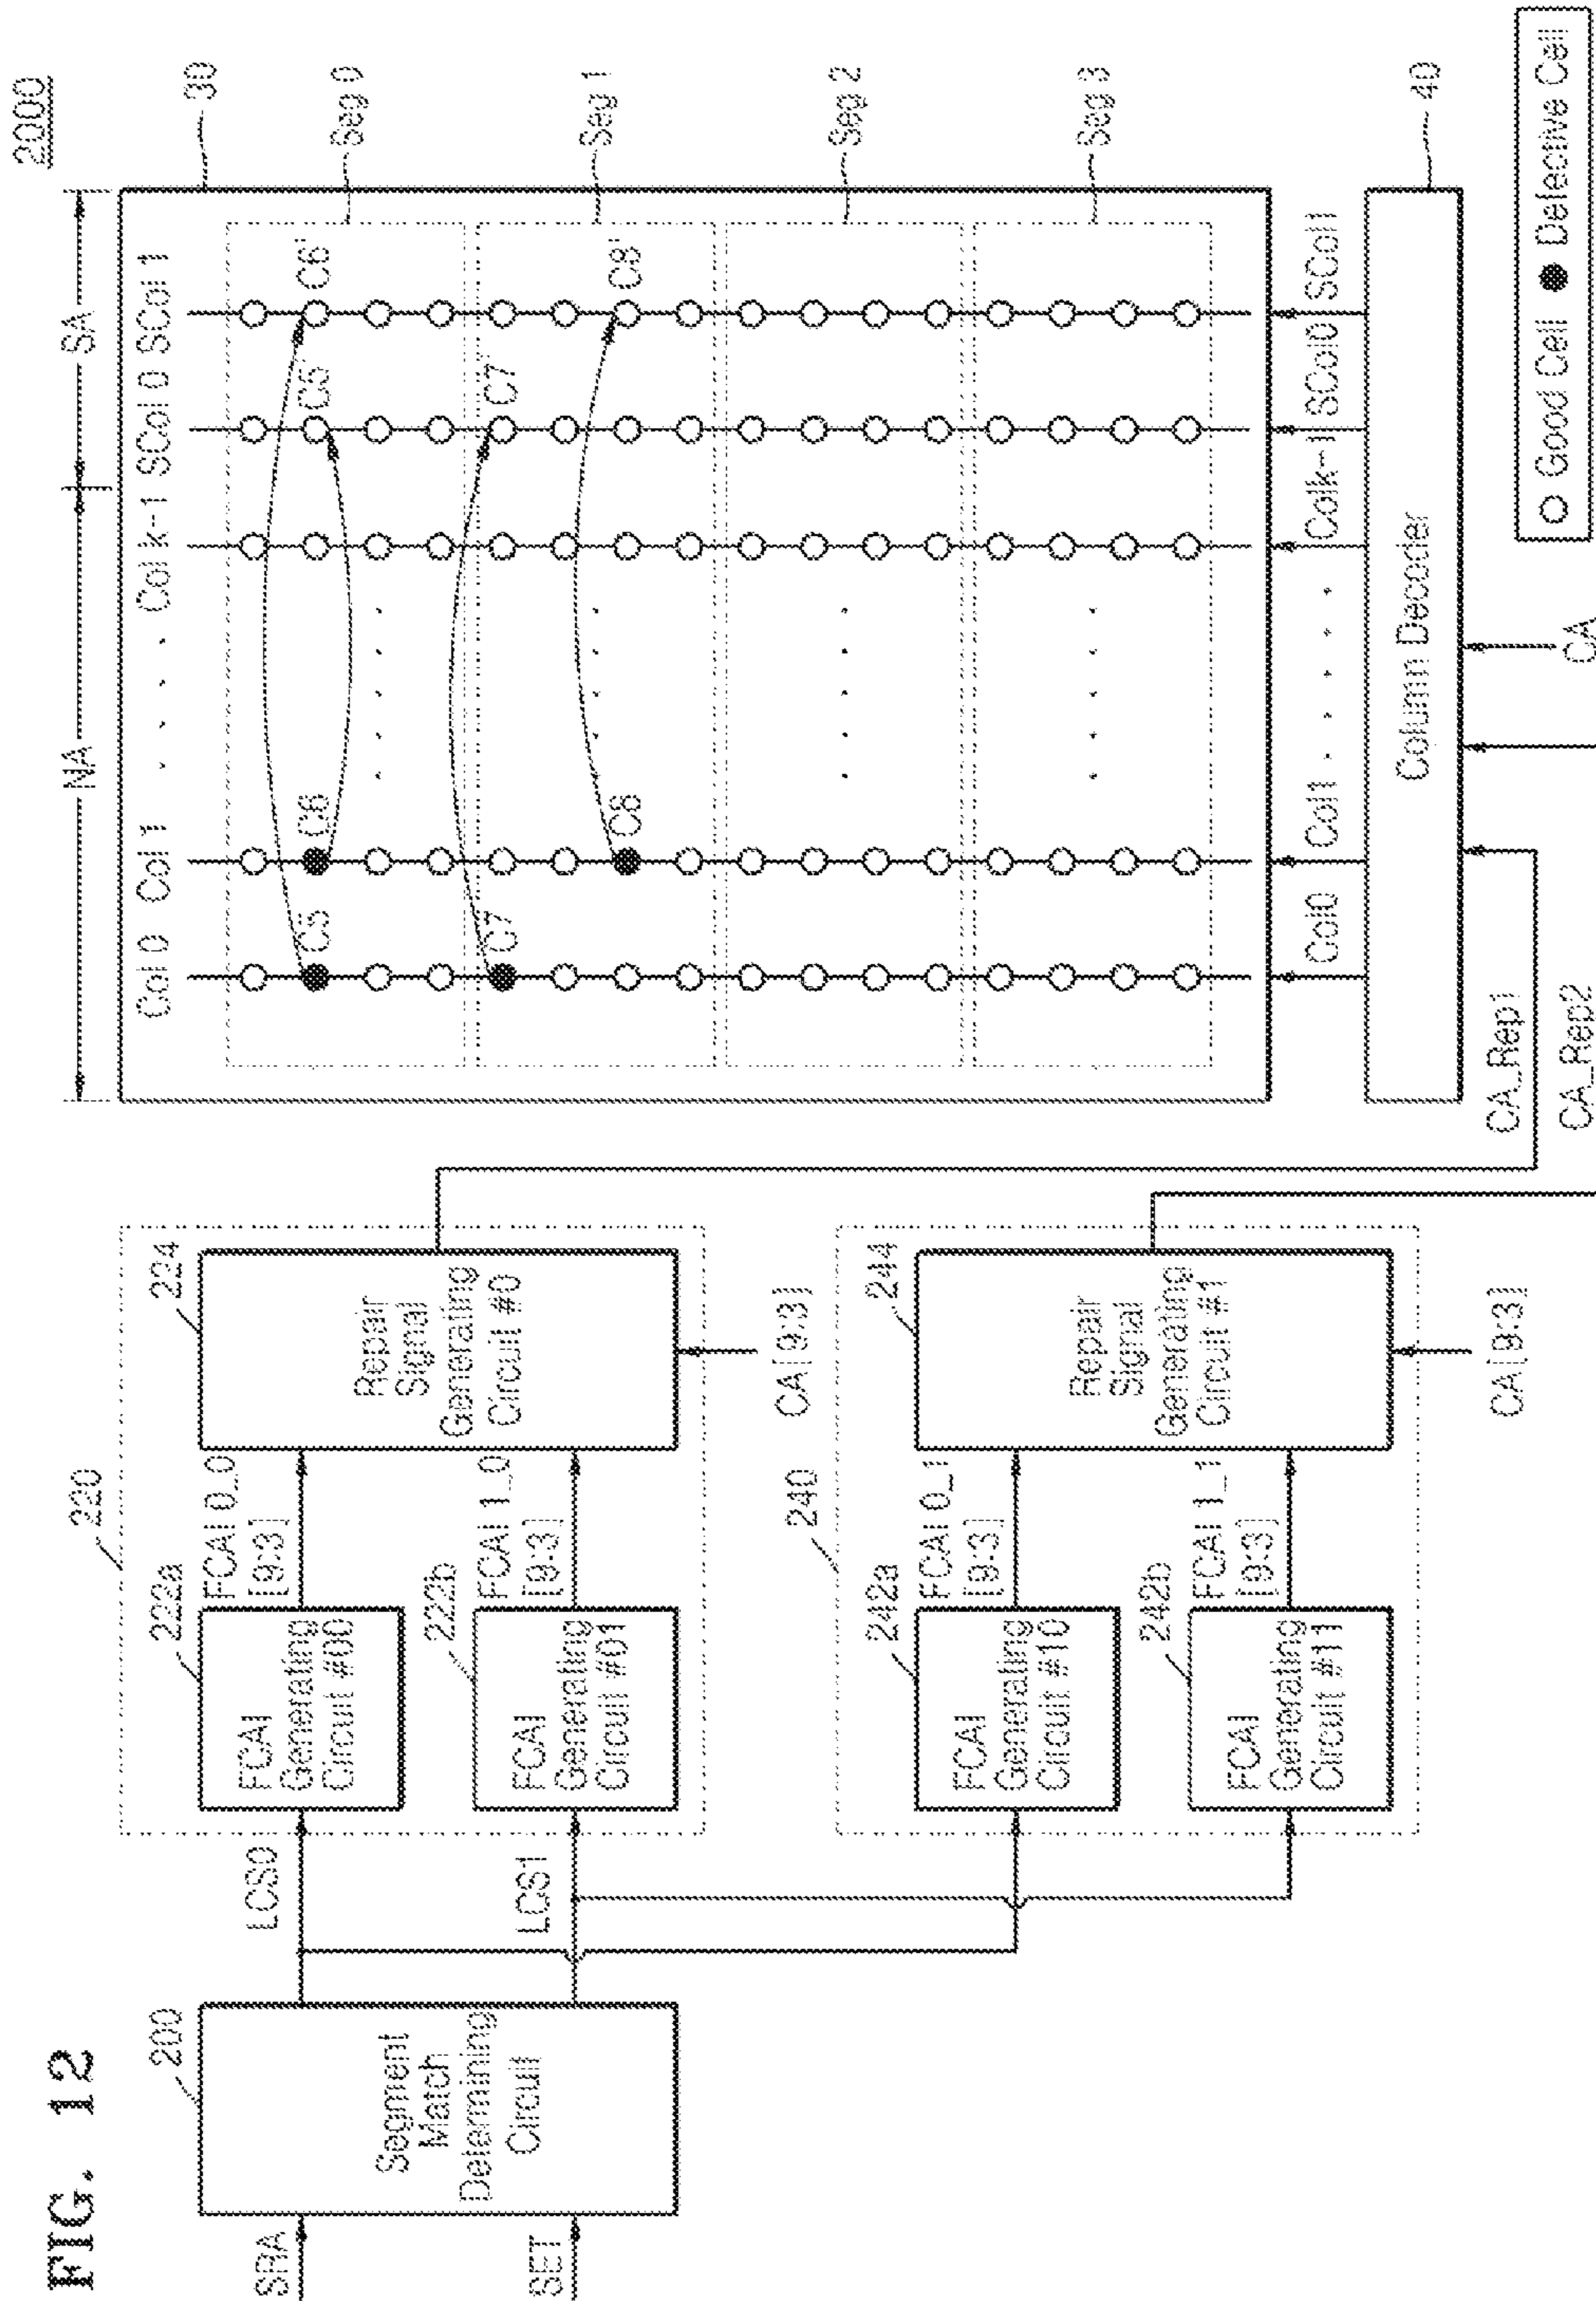 FIG. 12
2000
SRA
SET
200
Segment
Match
Determining
Circuit
LCS0
LCS1
220
222a
FCAI
Generating
Circuit #00
FCAI 0_0
[9:3]
222b
FCAI
Generating
Circuit #01
FCAI 1_0
[9:3]
224
Repair
Signal
Generating
Circuit #0
CA[9:3]
240
242a
FCAI
Generating
Circuit #10
FCAI 0_1
[9:3]
242b
FCAI
Generating
Circuit #11
FCAI 1_1
[9:3]
244
Repair
Signal
Generating
Circuit #1
CA[9:3]
NA
SA
30
Col 0 Col 1 . . . . Col k-1 SCol 0 SCol 1
Seg 0
C5 C6 C5' C6'
Seg 1
C7 C7'
C8 C8'
Seg 2
Seg 3
Col0 Col1 . . . . . Colk-1 SCol0 SCol1
40
Column Decoder
CA_Rep1
CA_Rep2
CA
Good Cell
Defective Cell